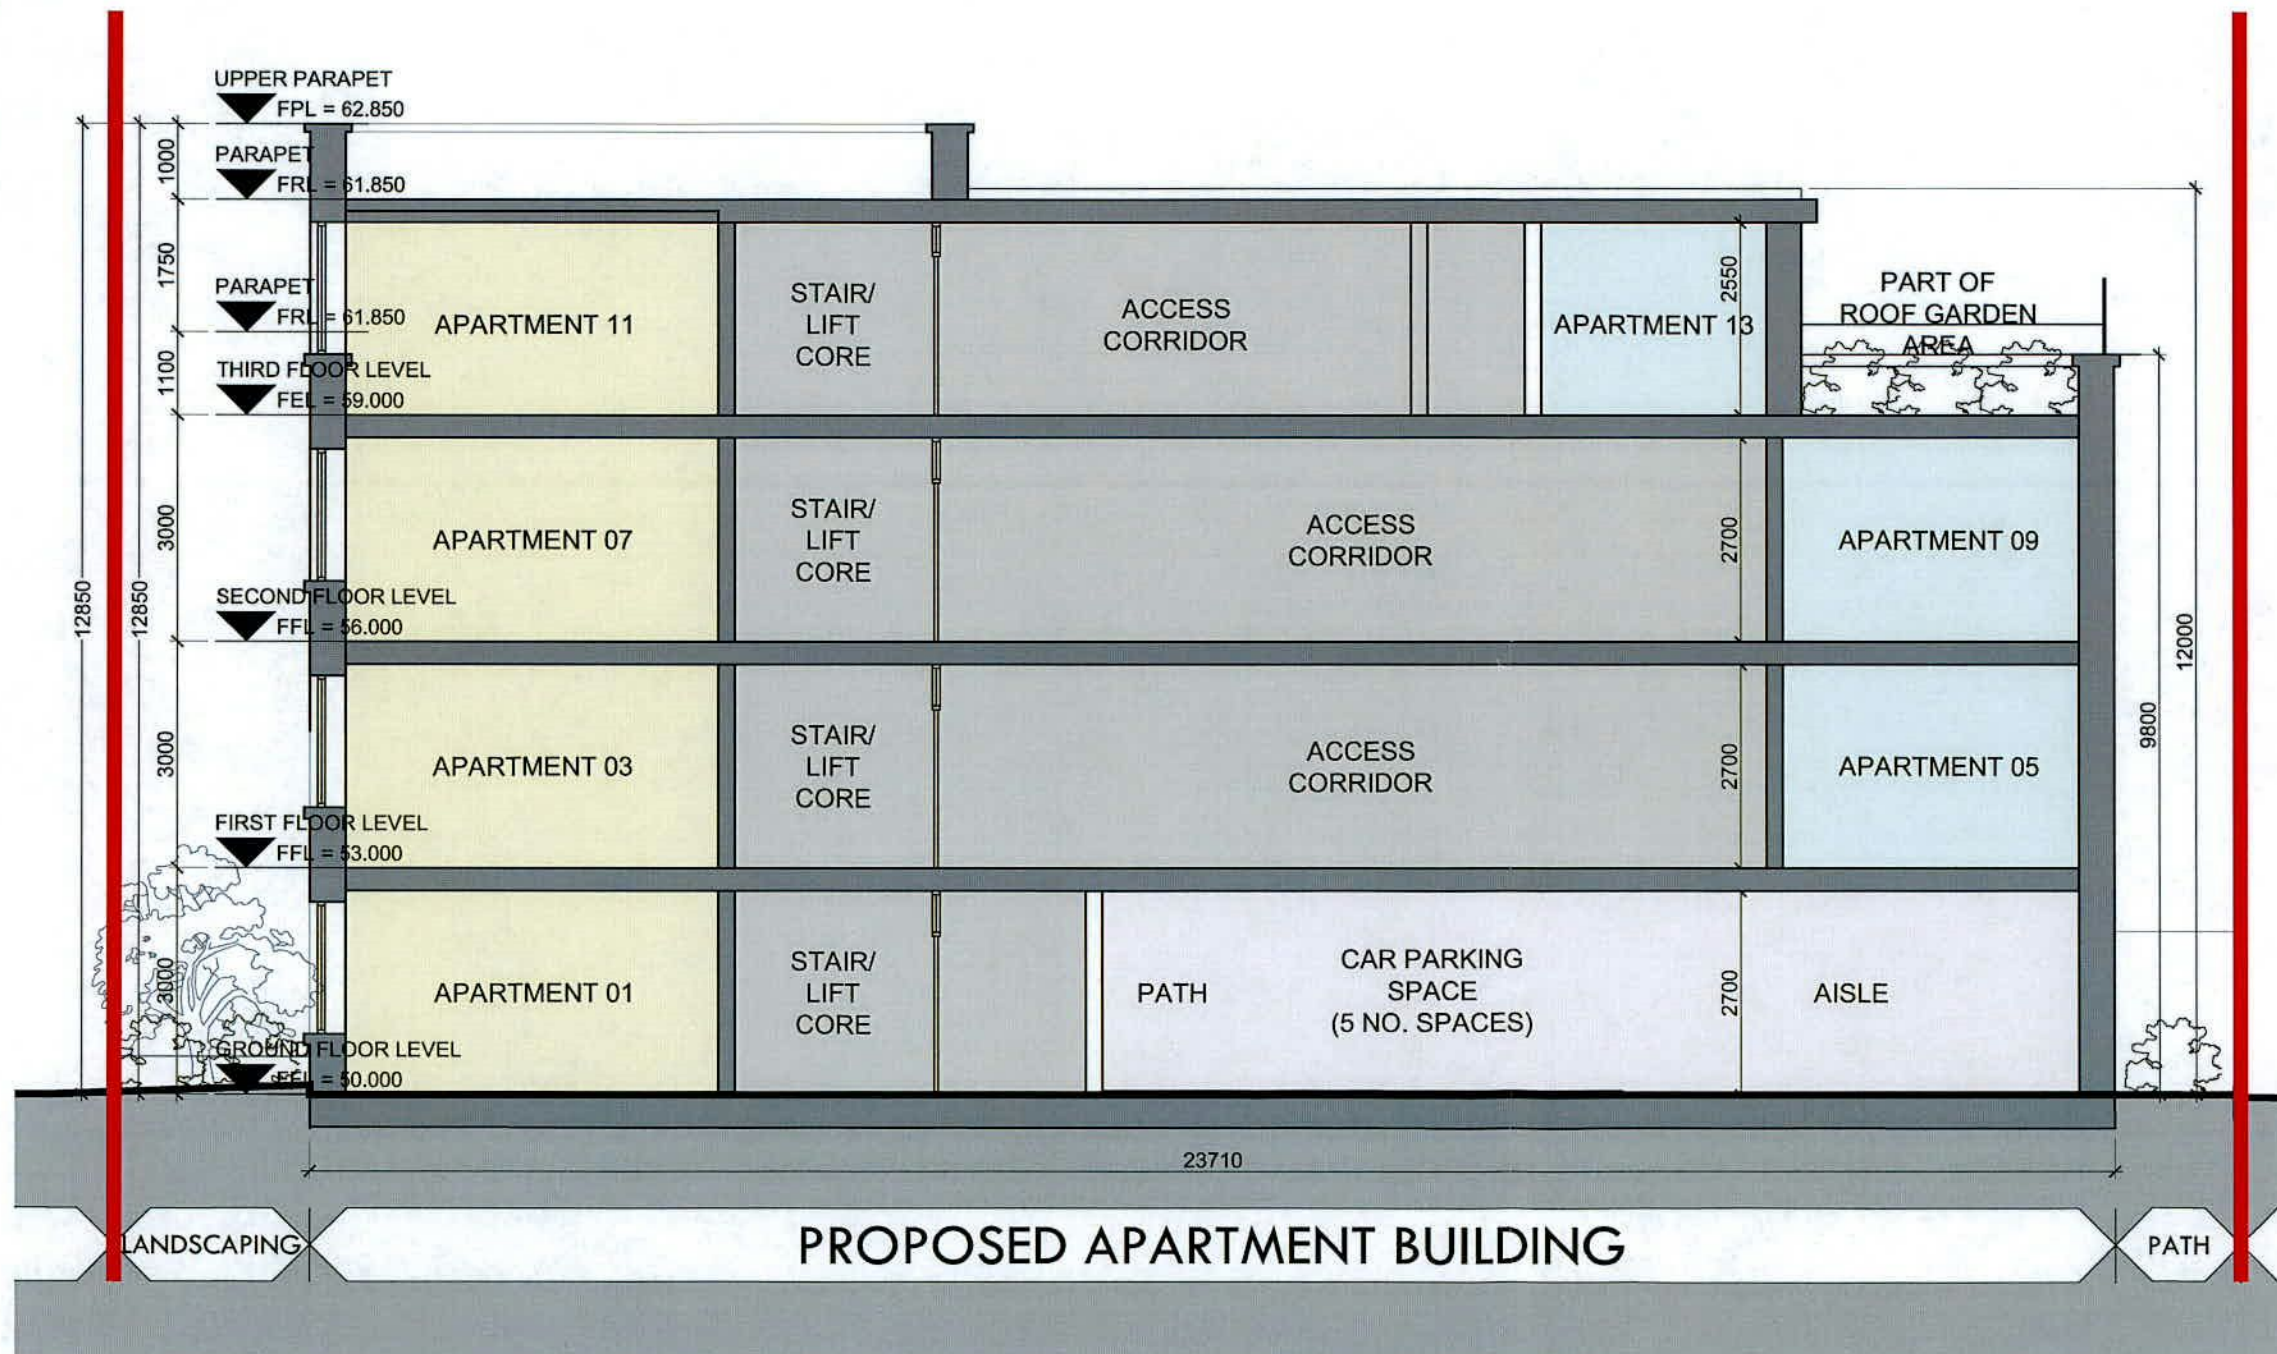 UPPER PARAPET
FPL = 62.850
PARAPET
FRL = 61.850
PARAPET
FRL = 61.850
THIRD FLOOR LEVEL
FFL = 59.000
SECOND FLOOR LEVEL
FFL = 56.000
FIRST FLOOR LEVEL
FFL = 53.000
GROUND FLOOR LEVEL
FFL = 50.000
12850
12850
1000
1750
1100
3000
3000
3000
APARTMENT 11
STAIR/
LIFT
CORE
ACCESS
CORRIDOR
APARTMENT 13
2550
PART OF
ROOF GARDEN
AREA
APARTMENT 07
STAIR/
LIFT
CORE
ACCESS
CORRIDOR
2700
APARTMENT 09
APARTMENT 03
STAIR/
LIFT
CORE
ACCESS
CORRIDOR
2700
APARTMENT 05
APARTMENT 01
STAIR/
LIFT
CORE
PATH
CAR PARKING
SPACE
(5 NO. SPACES)
2700
AISLE
9800
12000
23710
LANDSCAPING
PROPOSED APARTMENT BUILDING
PATH